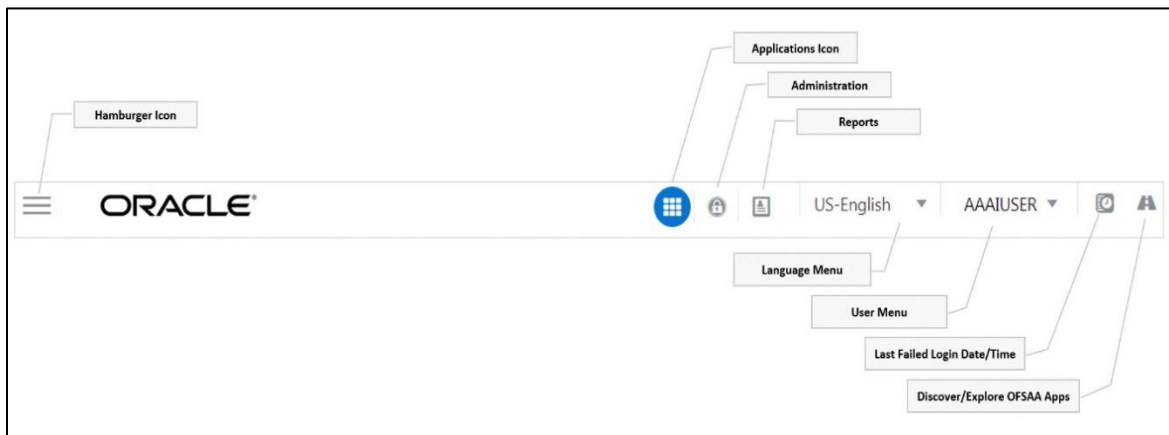 Applications Icon
Administration
Hamburger Icon
Reports
ORACLE®
US-English
AAAIUSER
Language Menu
User Menu
Last Failed Login Date/Time
Discover/Explore OFSAA Apps